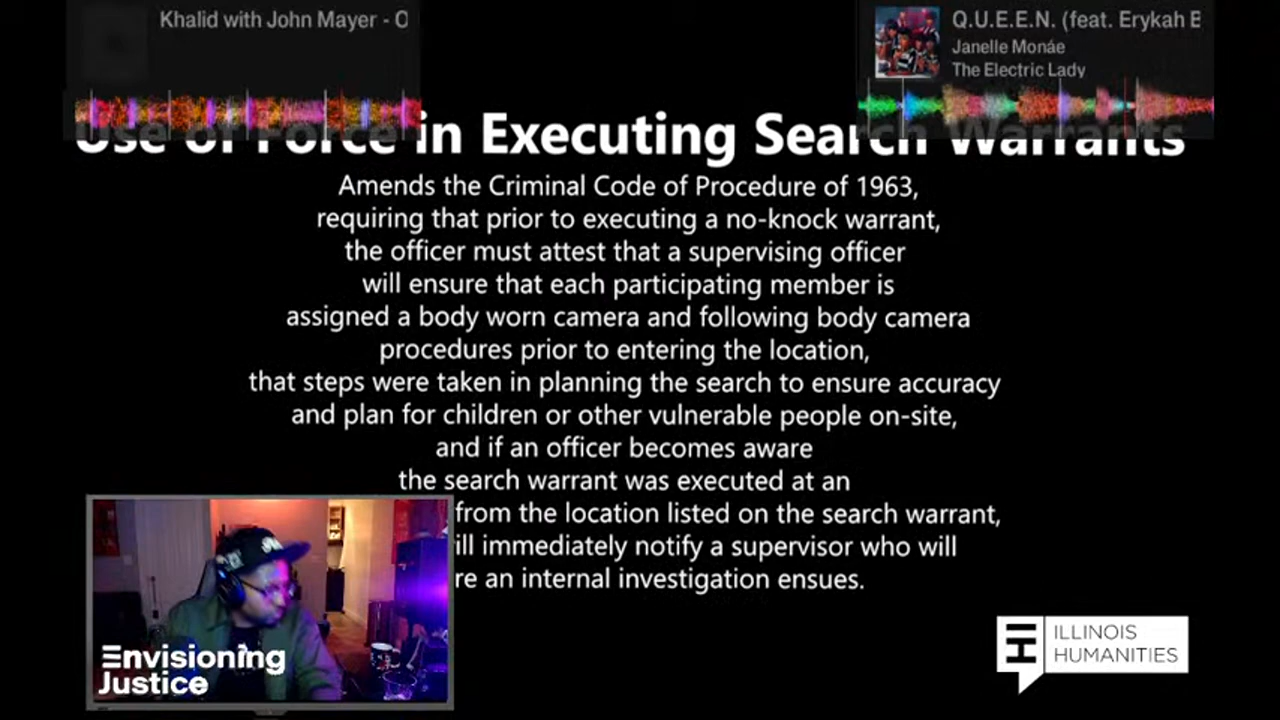 Khalid with John Mayer - O
Q.U.E.E.N. (feat. Erykah B
Janelle Monáe
The Electric Lady
Use of Force in Executing Search Warrants
Amends the Criminal Code of Procedure of 1963,
requiring that prior to executing a no-knock warrant,
the officer must attest that a supervising officer
will ensure that each participating member is
assigned a body worn camera and following body camera
procedures prior to entering the location,
that steps were taken in planning the search to ensure accuracy
and plan for children or other vulnerable people on-site,
and if an officer becomes aware
the search warrant was executed at an
from the location listed on the search warrant,
ill immediately notify a supervisor who will
re an internal investigation ensues.
Envisioning
Justice
ILLINOIS
HUMANITIES